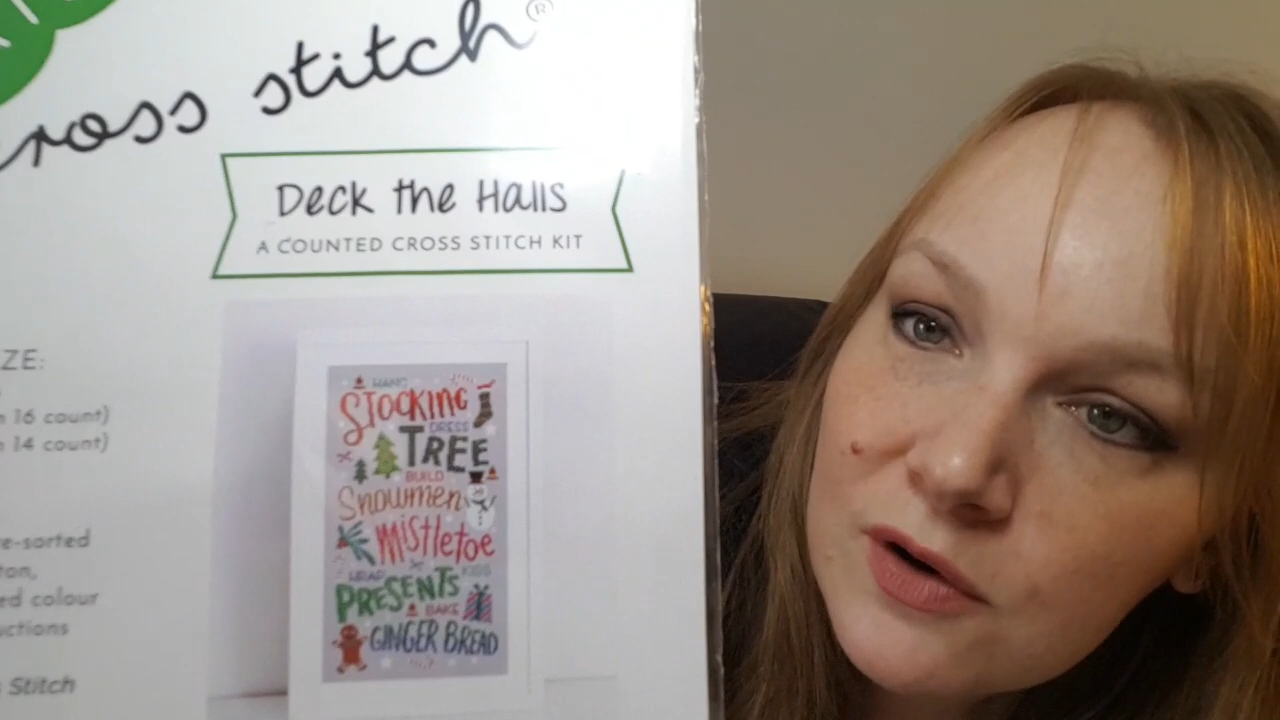 cross stitch®
Deck the Halls
A COUNTED CROSS STITCH KIT
ZE:
16 count)
14 count)
re-sorted
ton,
ed colour
uctions
Stitch
HANG
STOCKING
DRESS
TREE
BUILD
Snowmen
Mistletoe
KISS
PRESENTS
BAKE
GINGER BREAD